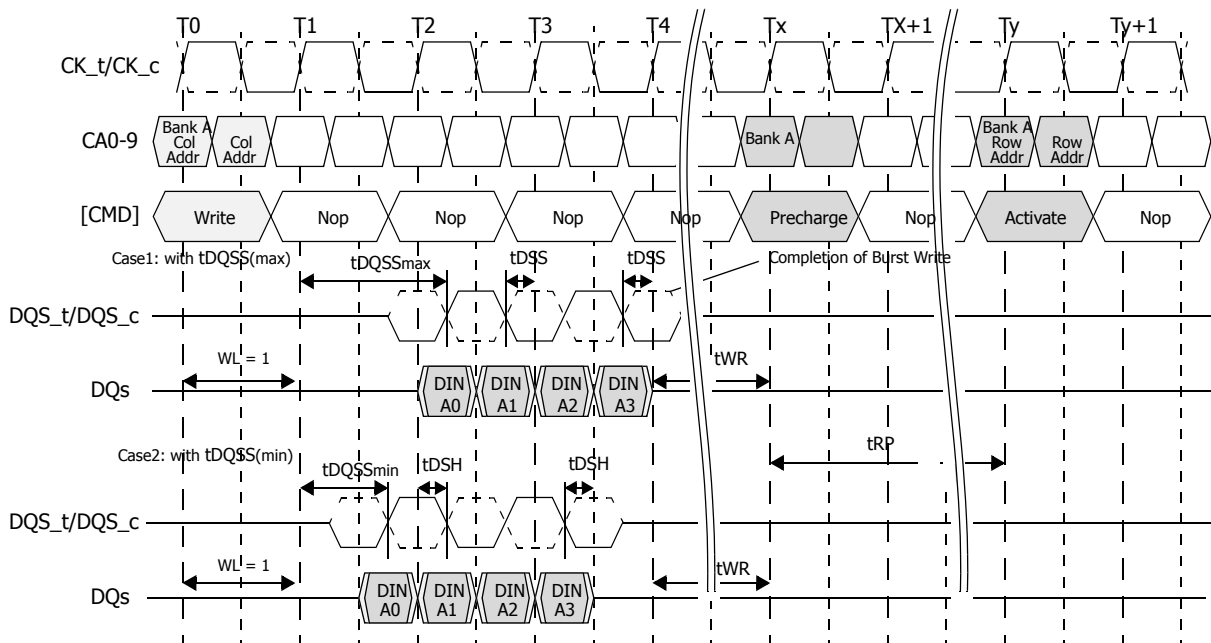 T0 T1 T2 T3 T4 Tx TX+1 Ty Ty+1
CK_t/CK_c
CA0-9
Bank A
Col
Addr
Col
Addr
Bank A
Bank A
Row
Addr
Row
Addr
[CMD]
Write Nop Nop Nop Nop Precharge Nop Activate Nop
Case1: with tDQSS(max)
tDQSSmax
tDSS
tDSS
Completion of Burst Write
DQS_t/DQS_c
WL = 1
tWR
DQs
DIN
A0
DIN
A1
DIN
A2
DIN
A3
Case2: with tDQSS(min)
tDQSSmin
tDSH
tDSH
tRP
DQS_t/DQS_c
WL = 1
tWR
DQs
DIN
A0
DIN
A1
DIN
A2
DIN
A3